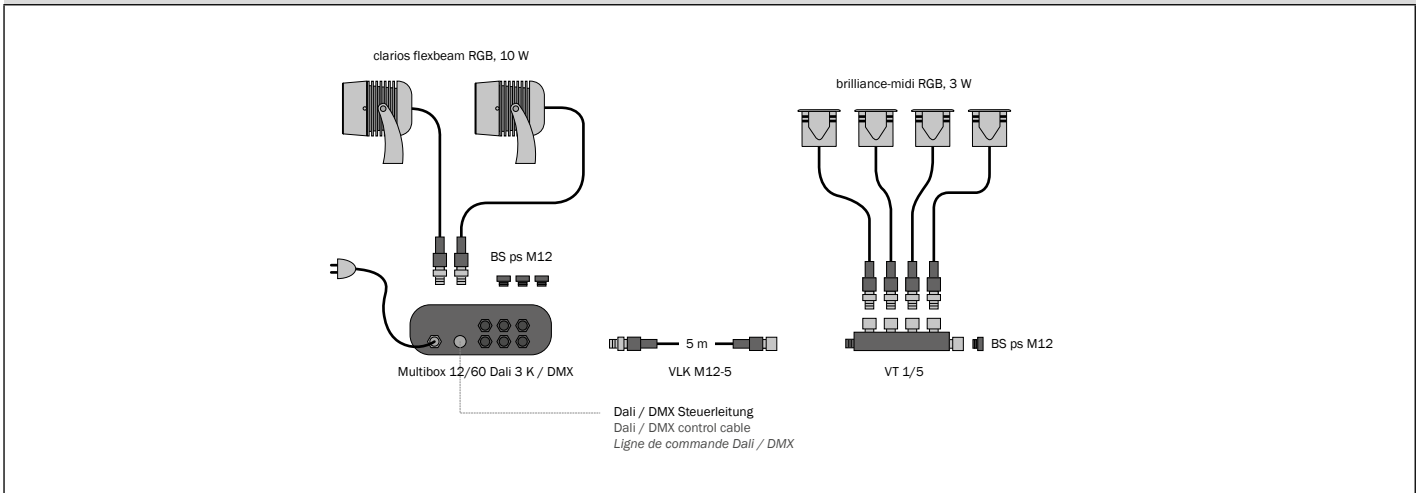 clarios flexbeam RGB, 10 W
brilliance-midi RGB, 3 W
BS ps M12
5 m
BS ps M12
Multibox 12/60 Dali 3 K / DMX
VLK M12-5
VT 1/5
Dali / DMX Steuerleitung
Dali / DMX control cable
Ligne de commande Dali / DMX